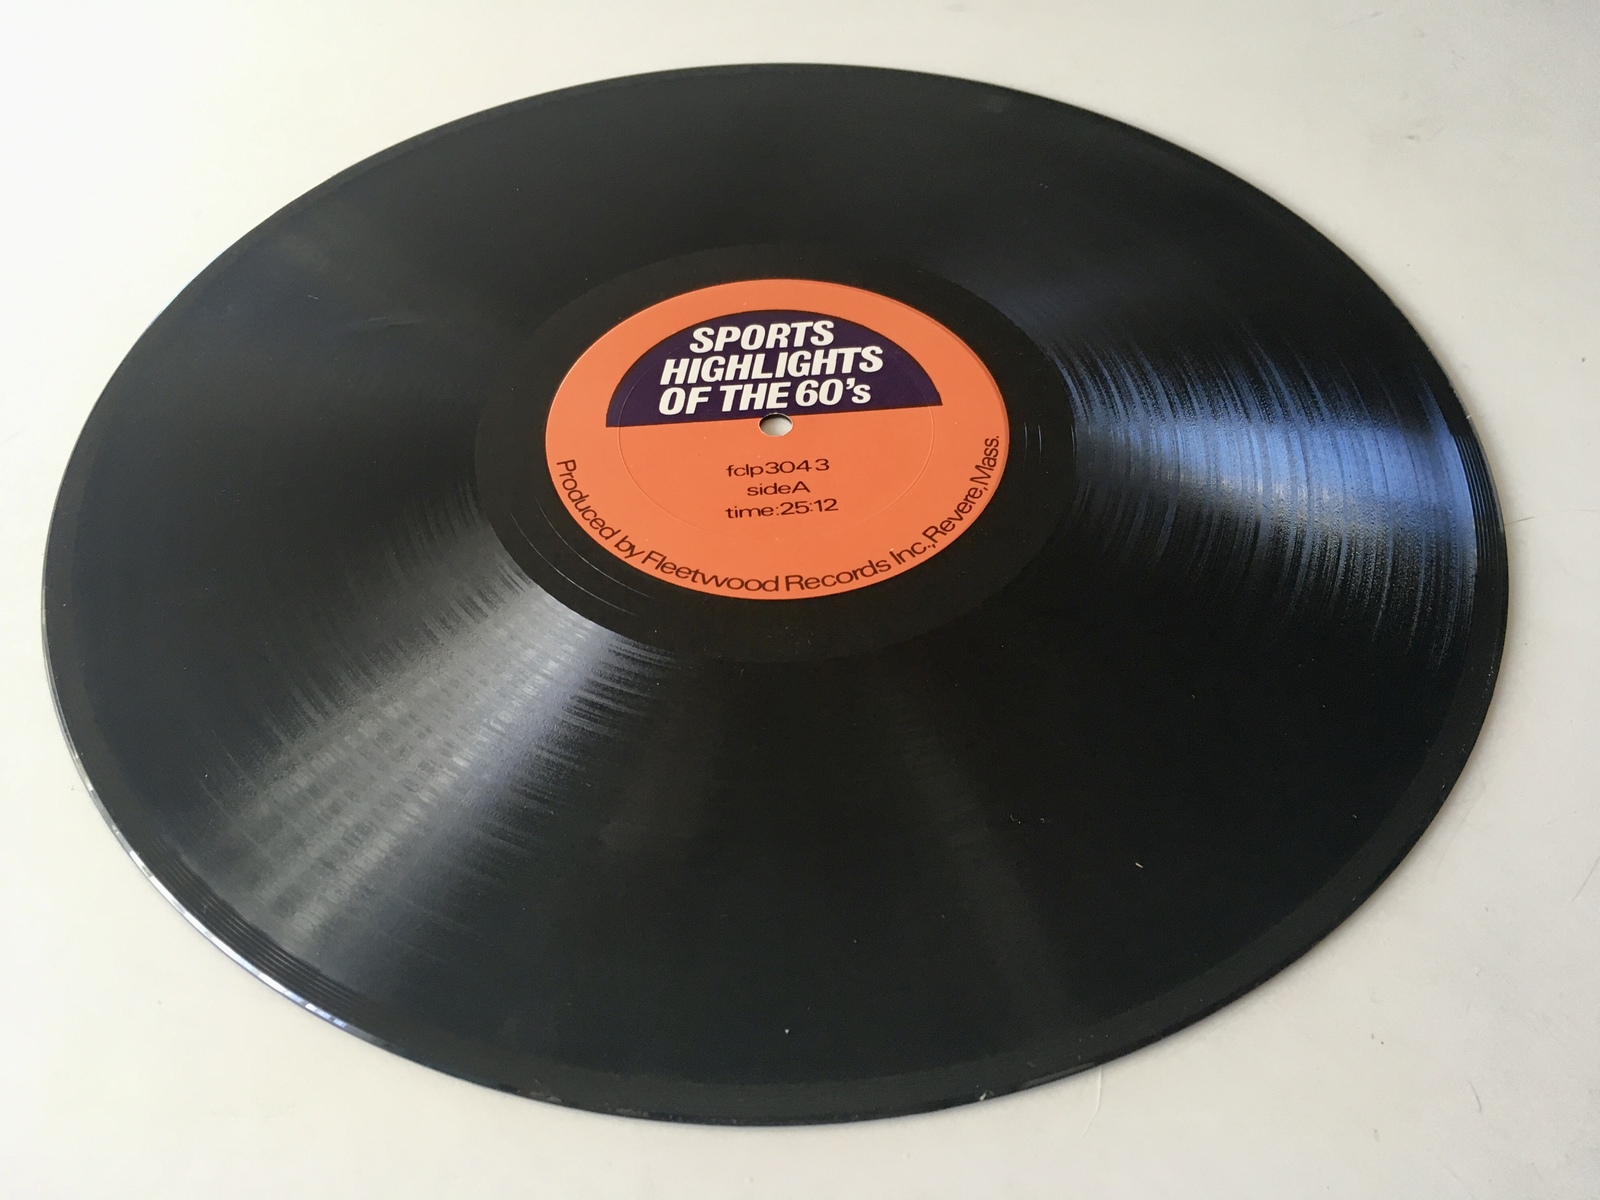 SPORTS
HIGHLIGHTS
OF THE 60's
fclp3043
sideA
time:25:12
Produced by Fleetwood Records Inc.,Revere,Mass.